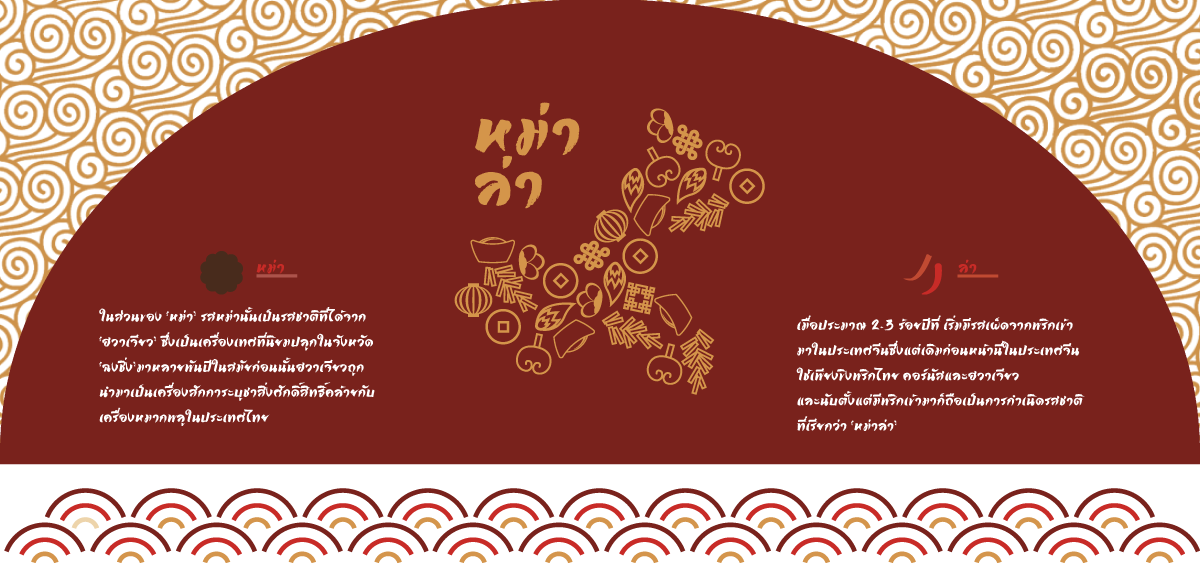 หม่า
ล่า
หม่า
ในส่วนของ 'หม่า' รสหม่านั้นเป็นรสชาติที่ได้จาก
'ฮวาเจียว' ซึ่งเป็นเครื่องเทศที่นิยมปลูกในจังหวัด
'ลงซิ่ง'มาหลายพันปีในสมัยก่อนนั้นฮวาเจียวถูก
นำมาเป็นเครื่องสักการะบูชาสิ่งศักดิ์สิทธิ์คล้ายกับ
เครื่องหมากพลูในประเทศไทย
ล่า
เมื่อประมาณ 2-3 ร้อยปีที่ เริ่มมีรสเผ็ดจากพริกเข้า
มาในประเทศจีนซึ่งแต่เดิมก่อนหน้านี้ในประเทศจีน
ใช้เพียงขิงพริกไทย คอร์นัสและฮวาเจียว
และนับตั้งแต่มีพริกเข้ามาก็ถือเป็นการกำเนิดรสชาติ
ที่เรียกว่า 'หม่าล่า'